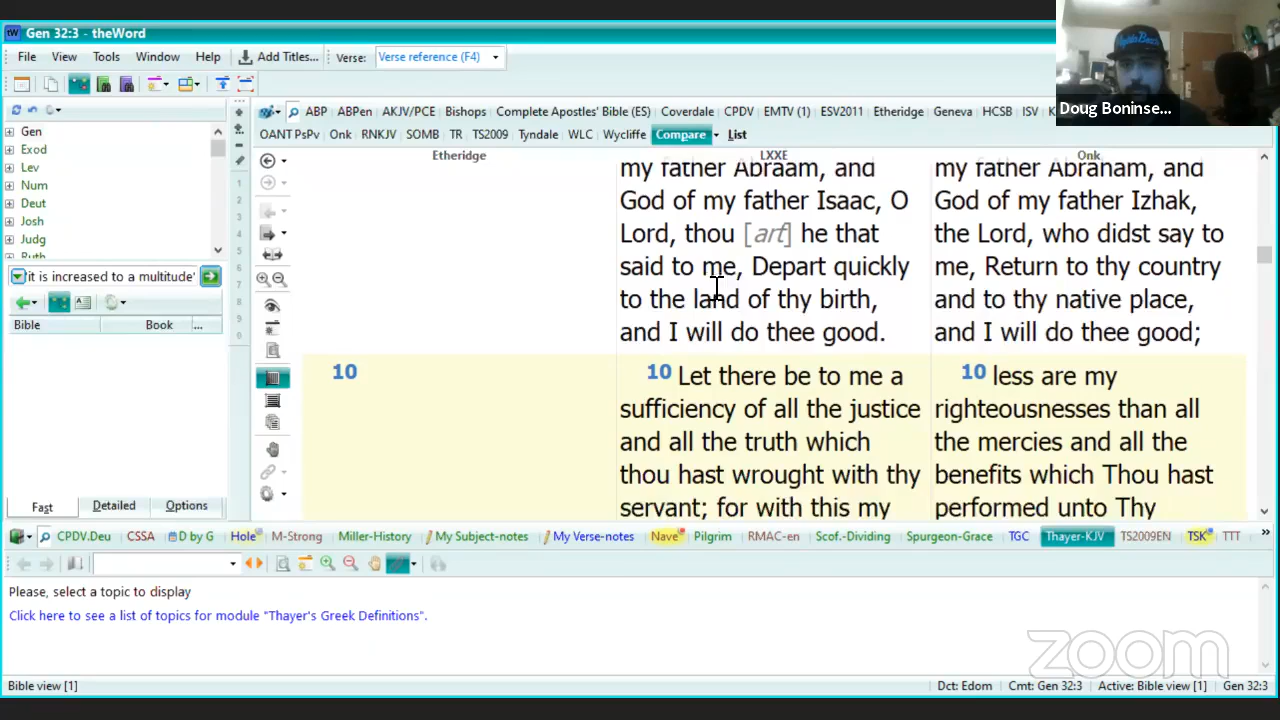 Gen 32:3 - theWord
File View Tools Window Help Add Titles... Verse: Verse reference (F4)
Doug Boninse...
ABP ABPen AKJV/PCE Bishops Complete Apostles' Bible (ES) Coverdale CPDV EMTV (1) ESV2011 Etheridge Geneva HCSB ISV
OANT PsPv Onk RNKJV SOMB TR TS2009 Tyndale WLC Wycliffe Compare List
Gen
Exod
Lev
Num
Deut
Josh
Judg
Ruth
it is increased to a multitude'
Bible Book ...
Fast Detailed Options
1
2
3
4
5
6
7
8
9
0
Etheridge
10
LXXE
my father Abraam, and
God of my father Isaac, O
Lord, thou [art] he that
said to me, Depart quickly
to the land of thy birth,
and I will do thee good.
10 Let there be to me a
sufficiency of all the justice
and all the truth which
thou hast wrought with thy
servant; for with this my
Onk
my father Abraham, and
God of my father Izhak,
the Lord, who didst say to
me, Return to thy country
and to thy native place,
and I will do thee good;
10 less are my
righteousnesses than all
the mercies and all the
benefits which Thou hast
performed unto Thy
CPDV.Deu CSSA D by G Hole M-Strong Miller-History My Subject-notes My Verse-notes Nave Pilgrim RMAC-en Scof.-Dividing Spurgeon-Grace TGC Thayer-KJV TS2009EN TSK TTT
Please, select a topic to display
Click here to see a list of topics for module "Thayer's Greek Definitions".
zoom
Bible view [1] Dct: Edom Cmt: Gen 32:3 Active: Bible view [1] Gen 32:3